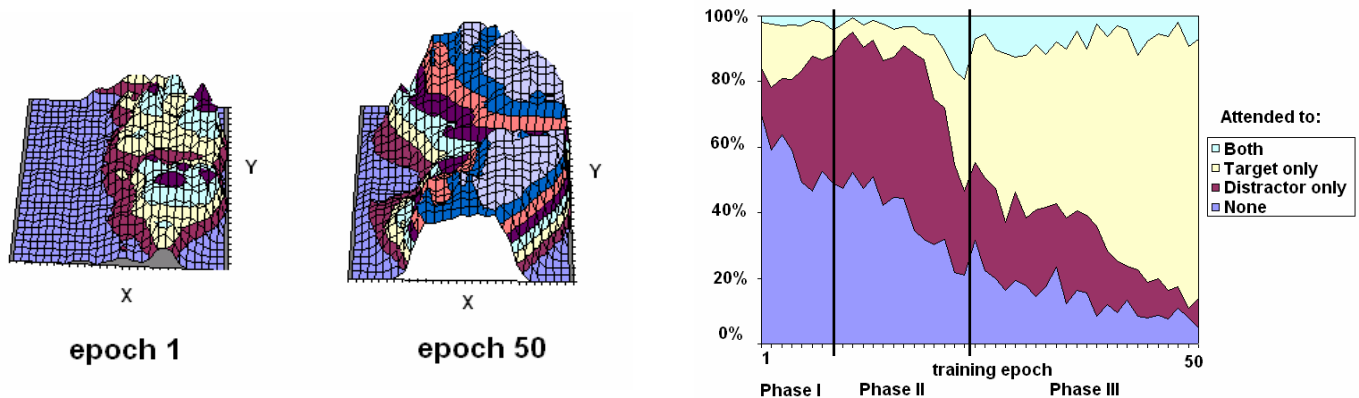 X
Y
epoch 1
X
Y
epoch 50
100%
80%
60%
40%
20%
0%
1
50
training epoch
Phase I
Phase II
Phase III
Attended to:
Both
Target only
Distractor only
None